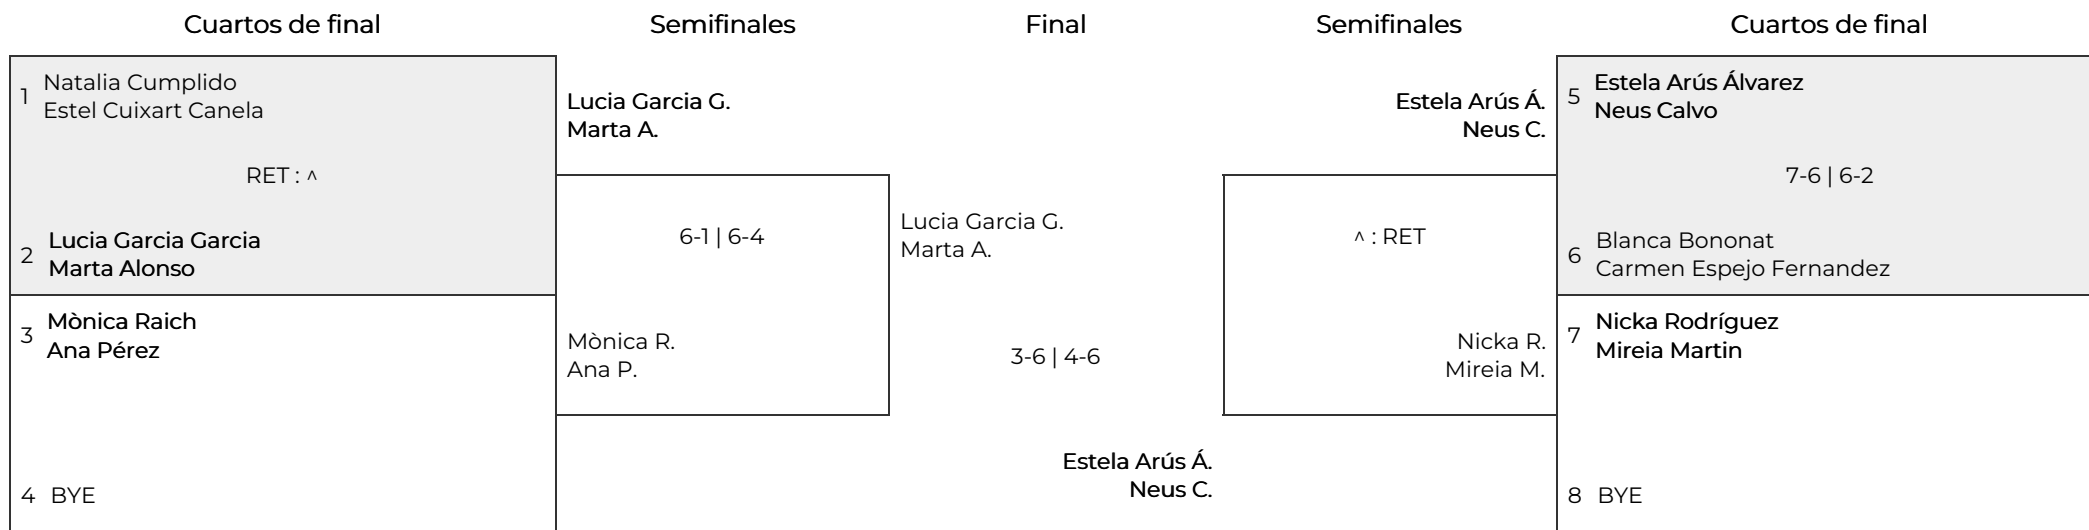 Cuartos de final
Semifinales
Final
Semifinales
Cuartos de final
1
Natalia Cumplido
Estel Cuixart Canela
RET : ^
2
Lucia Garcia Garcia
Marta Alonso
3
Mònica Raich
Ana Pérez
4 BYE
Lucia Garcia G.
Marta A.
6-1 | 6-4
Mònica R.
Ana P.
Lucia Garcia G.
Marta A.
3-6 | 4-6
Estela Arús Á.
Neus C.
Estela Arús Á.
Neus C.
^ : RET
Nicka R.
Mireia M.
5
Estela Arús Álvarez
Neus Calvo
7-6 | 6-2
6
Blanca Bononat
Carmen Espejo Fernandez
7
Nicka Rodríguez
Mireia Martin
8 BYE